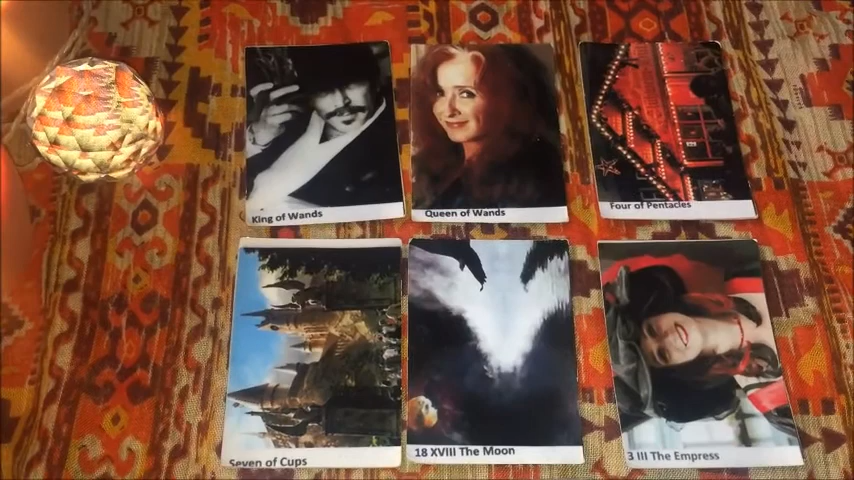 King of Wands
Queen of Wands
Four of Pentacles
Seven of Cups
18 XVIII The Moon
3 III The Empress